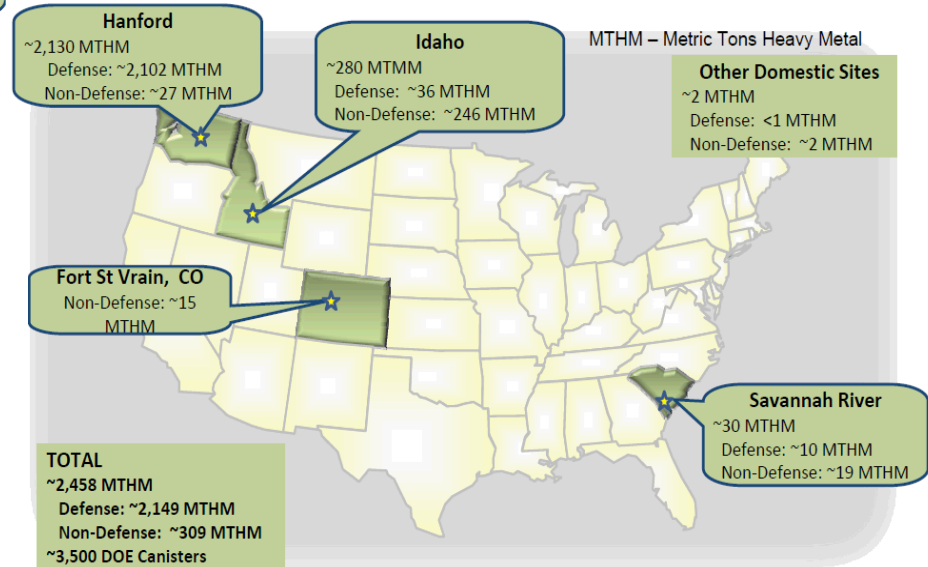 Hanford
~2,130 MTHM
Defense: ~2,102 MTHM
Non-Defense: ~27 MTHM
Idaho
~280 MTMM
Defense: ~36 MTHM
Non-Defense: ~246 MTHM
MTHM – Metric Tons Heavy Metal
Other Domestic Sites
~2 MTHM
Defense: <1 MTHM
Non-Defense: ~2 MTHM
Fort St Vrain, CO
Non-Defense: ~15
MTHM
Savannah River
~30 MTHM
Defense: ~10 MTHM
Non-Defense: ~19 MTHM
TOTAL
~2,458 MTHM
Defense: ~2,149 MTHM
Non-Defense: ~309 MTHM
~3,500 DOE Canisters